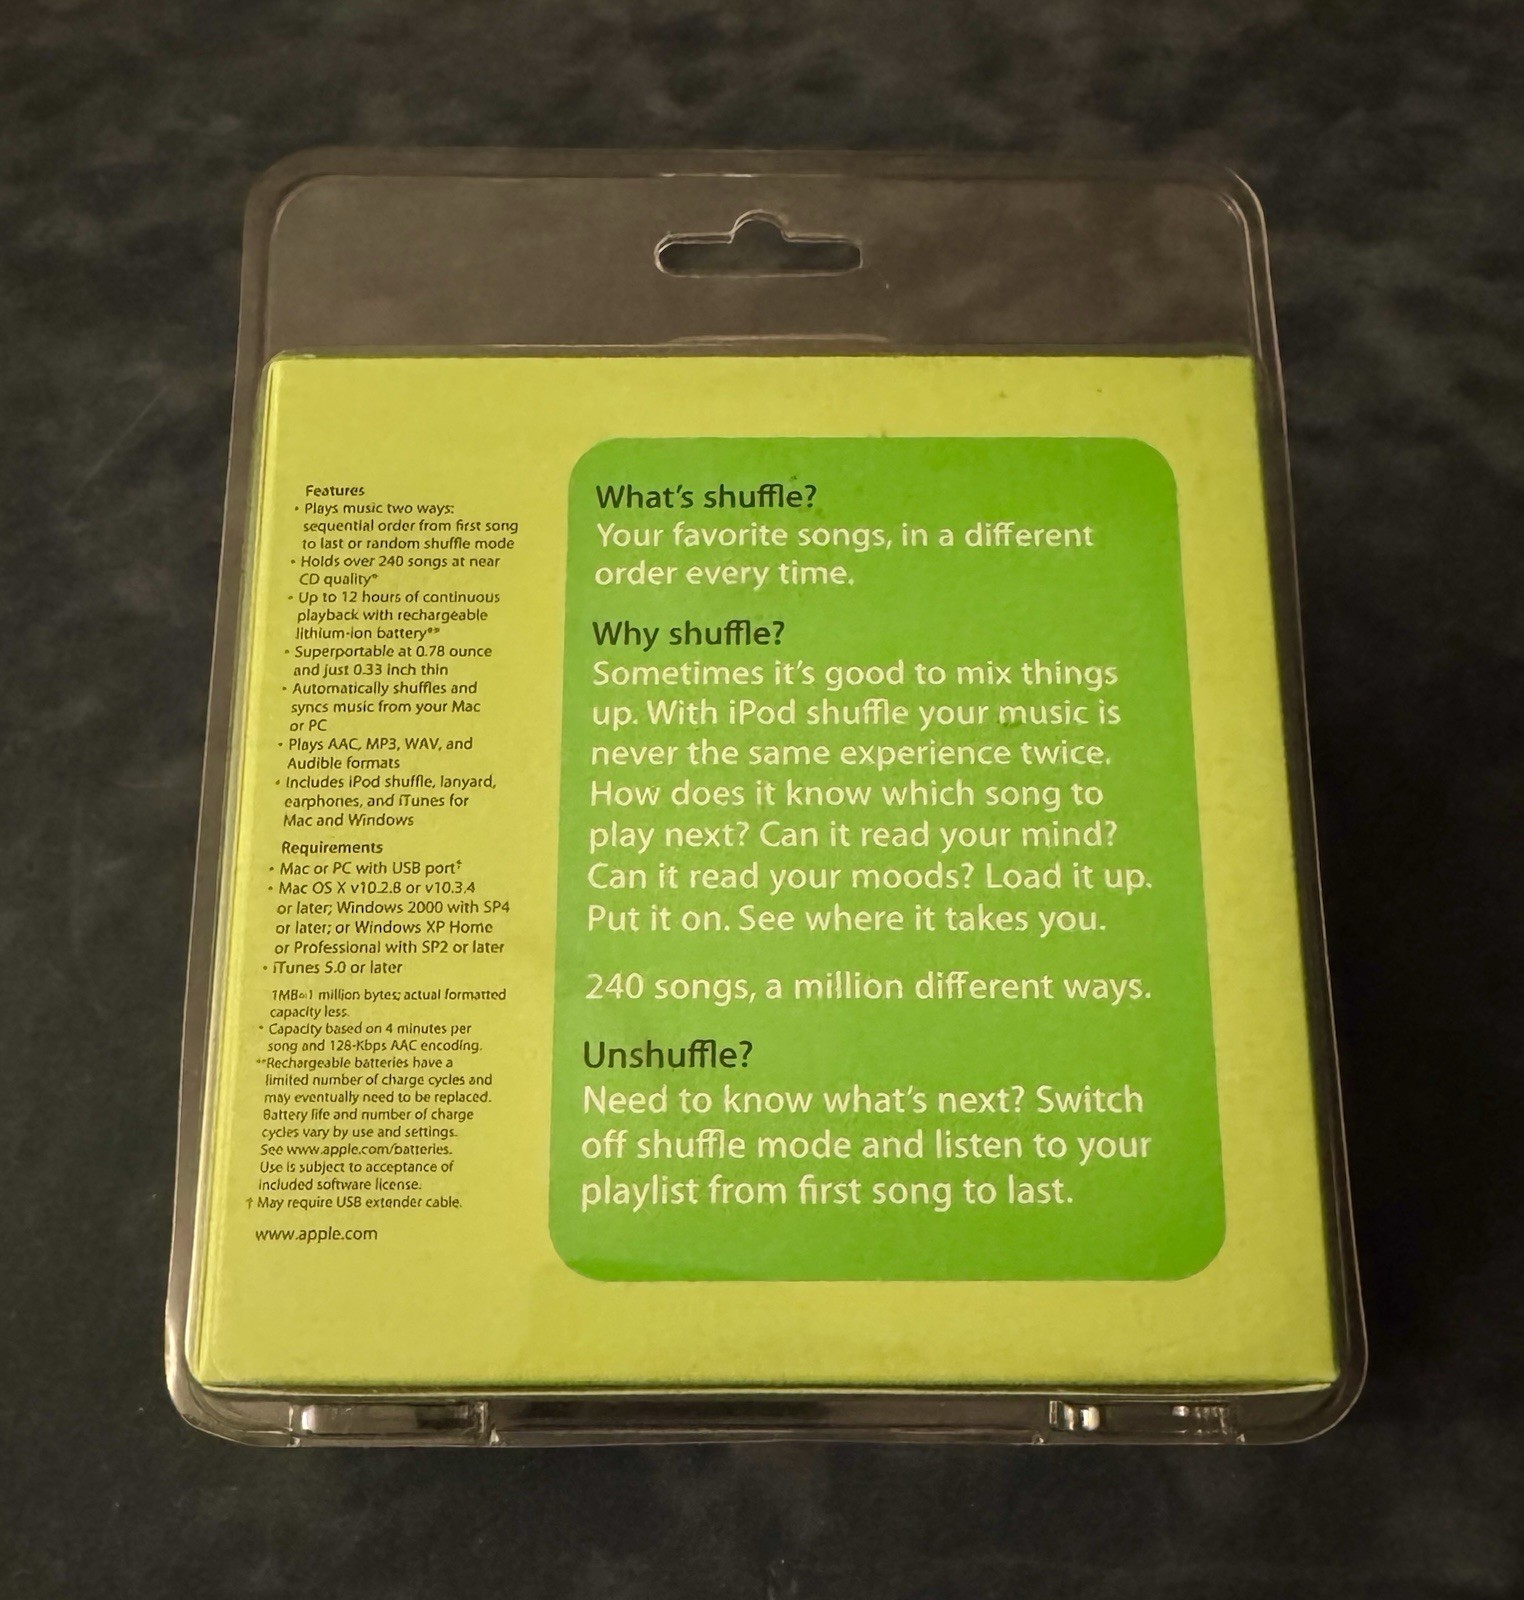 Features
• Plays music two ways:
sequential order from first song
to last or random shuffle mode
• Holds over 240 songs at near
CD quality*
• Up to 12 hours of continuous
playback with rechargeable
lithium-ion battery**
• Superportable at 0.78 ounce
and just 0.33 inch thin
• Automatically shuffles and
syncs music from your Mac
or PC
• Plays AAC, MP3, WAV, and
Audible formats
• Includes iPod shuffle, lanyard,
earphones, and iTunes for
Mac and Windows
Requirements
• Mac or PC with USB port†
• Mac OS X v10.2.8 or v10.3.4
or later; Windows 2000 with SP4
or later; or Windows XP Home
or Professional with SP2 or later
• iTunes 5.0 or later
1MB=1 million bytes; actual formatted
capacity less.
* Capacity based on 4 minutes per
song and 128-Kbps AAC encoding.
**Rechargeable batteries have a
limited number of charge cycles and
may eventually need to be replaced.
Battery life and number of charge
cycles vary by use and settings.
See www.apple.com/batteries.
Use is subject to acceptance of
included software license.
† May require USB extender cable.
www.apple.com
What's shuffle?
Your favorite songs, in a different
order every time.
Why shuffle?
Sometimes it's good to mix things
up. With iPod shuffle your music is
never the same experience twice.
How does it know which song to
play next? Can it read your mind?
Can it read your moods? Load it up.
Put it on. See where it takes you.
240 songs, a million different ways.
Unshuffle?
Need to know what's next? Switch
off shuffle mode and listen to your
playlist from first song to last.